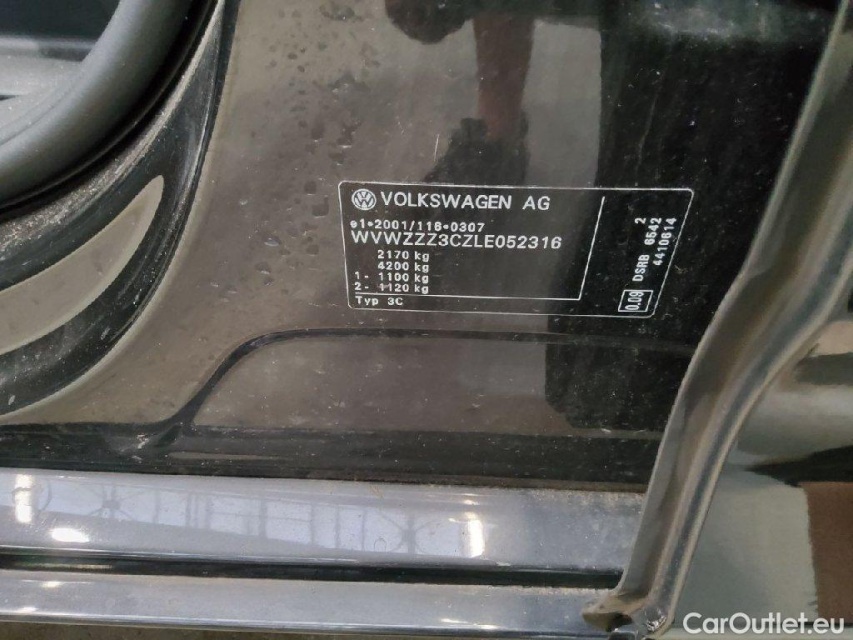 VOLKSWAGEN AG
e1*2001/116*0307
WVWZZZ3CZLE052316
2170 kg
4200 kg
1- 1100 kg
2- 1120 kg
Typ 3C
2
DSRB 6542
4410614
0.09
CarOutlet.eu